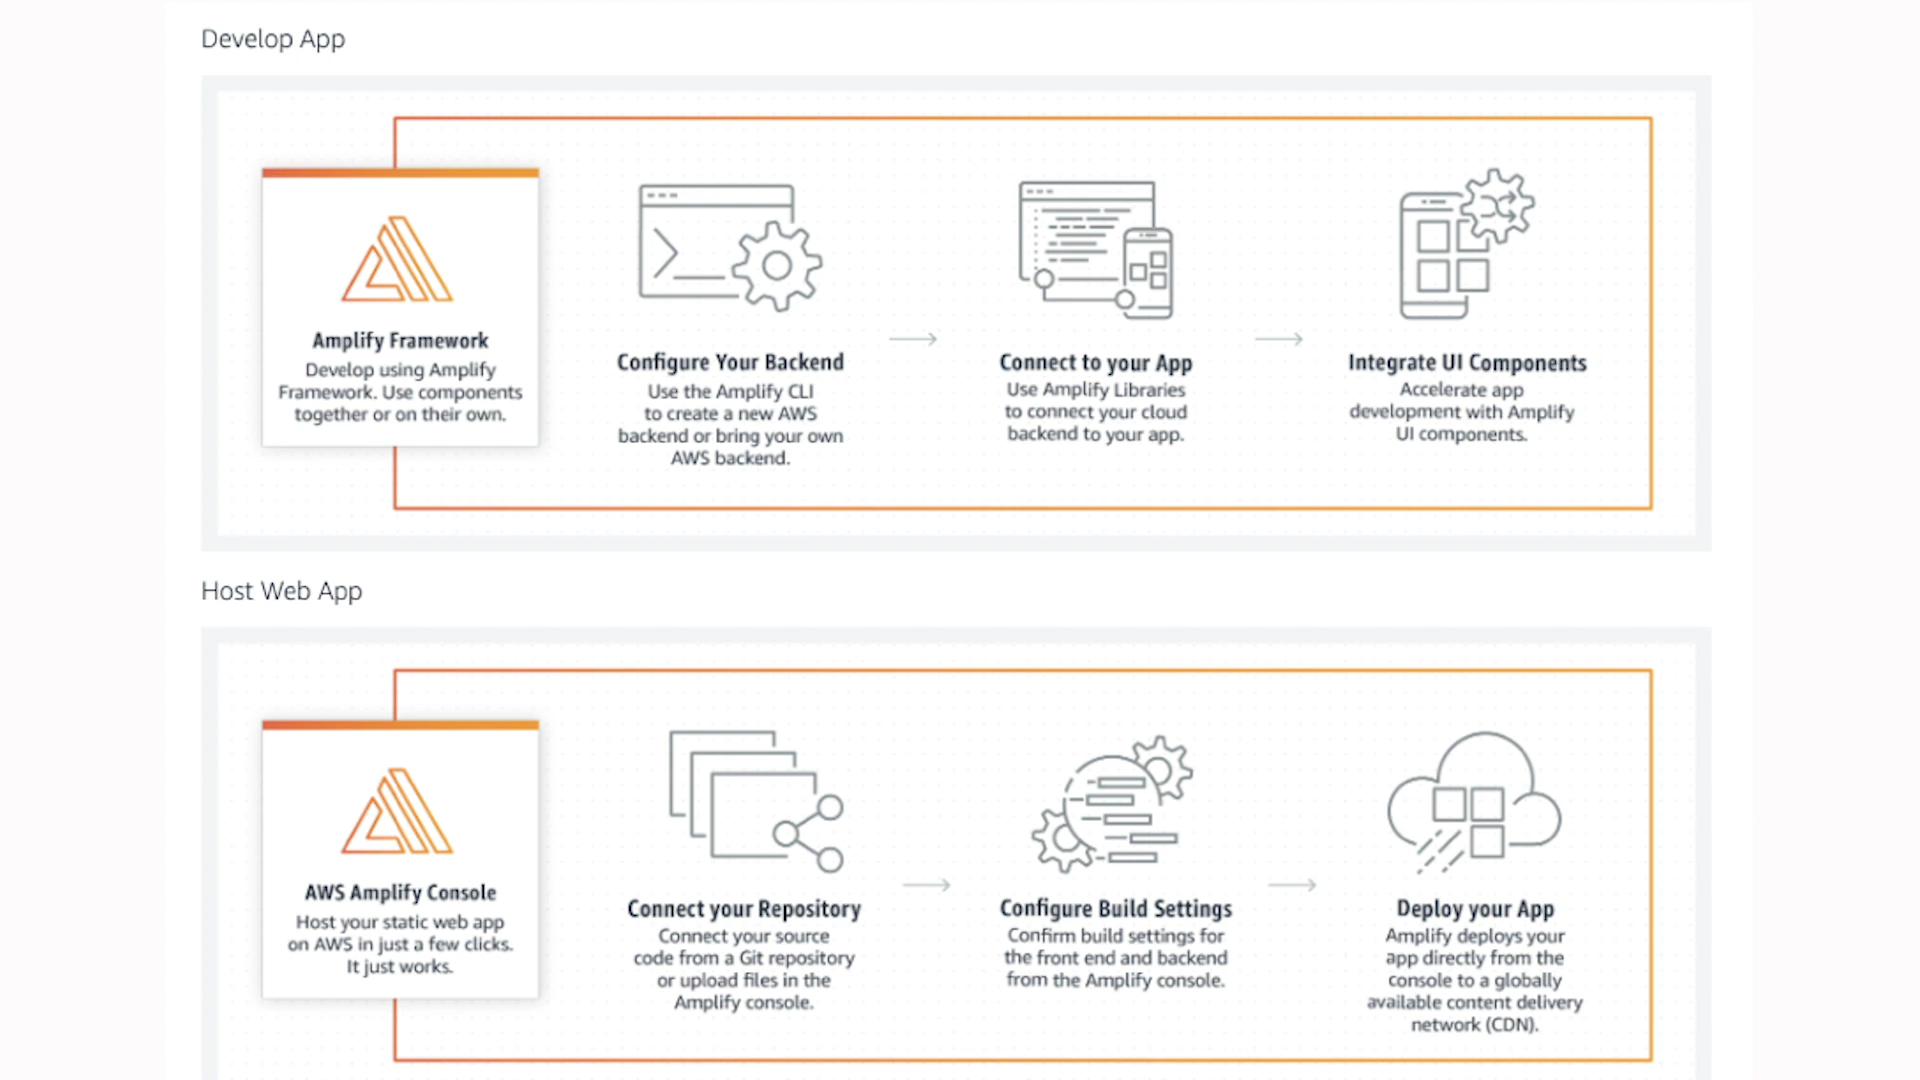 Develop App
Amplify Framework
Develop using Amplify
Framework. Use components
together or on their own.
Configure Your Backend
Use the Amplify CLI
to create a new AWS
backend or bring your own
AWS backend.
Connect to your App
Use Amplify Libraries
to connect your cloud
backend to your app.
Integrate UI Components
Accelerate app
development with Amplify
UI components.
Host Web App
AWS Amplify Console
Host your static web app
on AWS in just a few clicks.
It just works.
Connect your Repository
Connect your source
code from a Git repository
or upload files in the
Amplify console.
Configure Build Settings
Confirm build settings for
the front end and backend
from the Amplify console.
Deploy your App
Amplify deploys your
app directly from the
console to a globally
available content delivery
network (CDN).